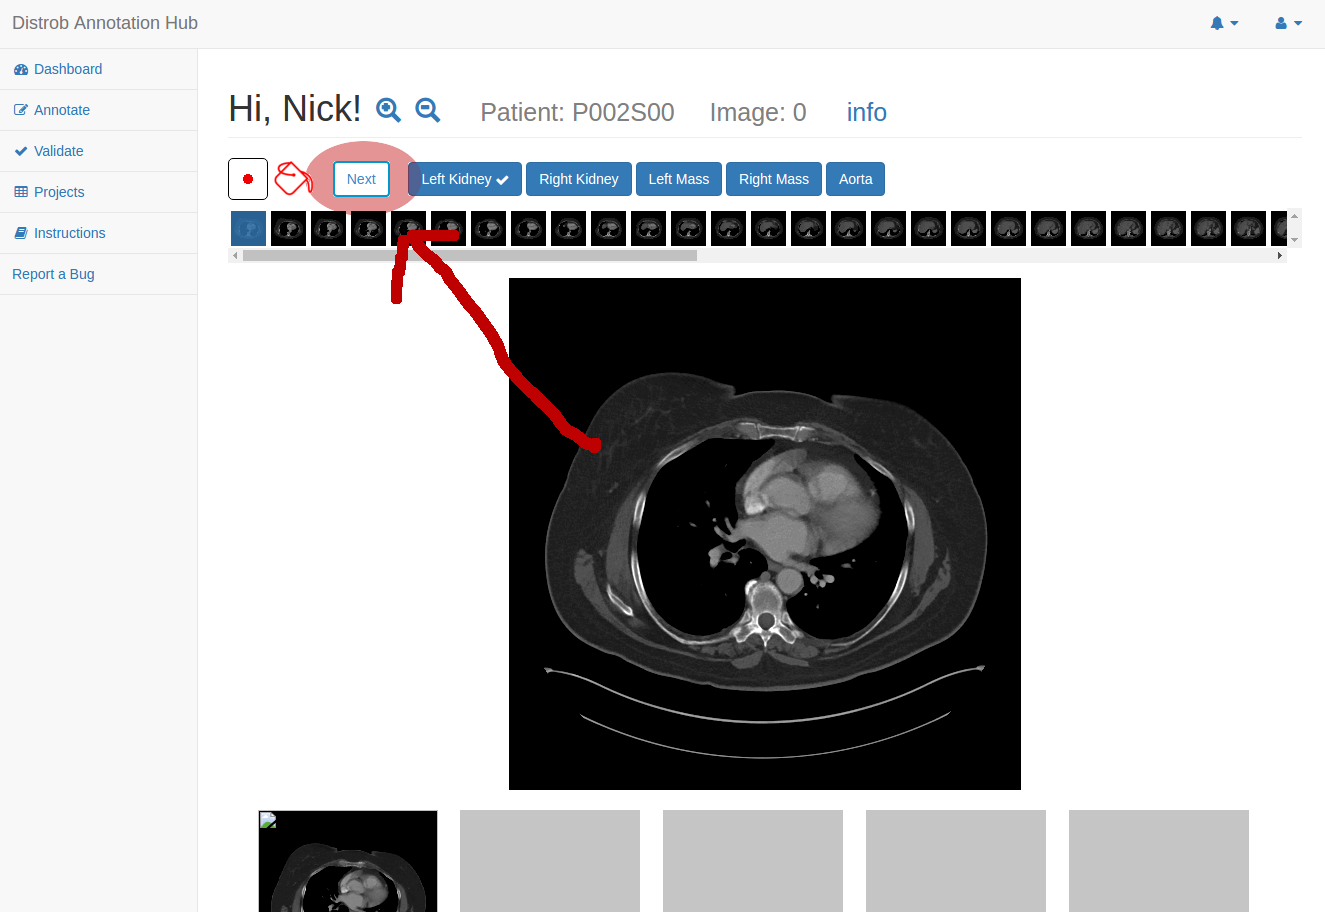 Distrob Annotation Hub
Dashboard
Annotate
Validate
Projects
Instructions
Report a Bug
Hi, Nick! Patient: P002S00 Image: 0 info
Next Left Kidney Right Kidney Left Mass Right Mass Aorta